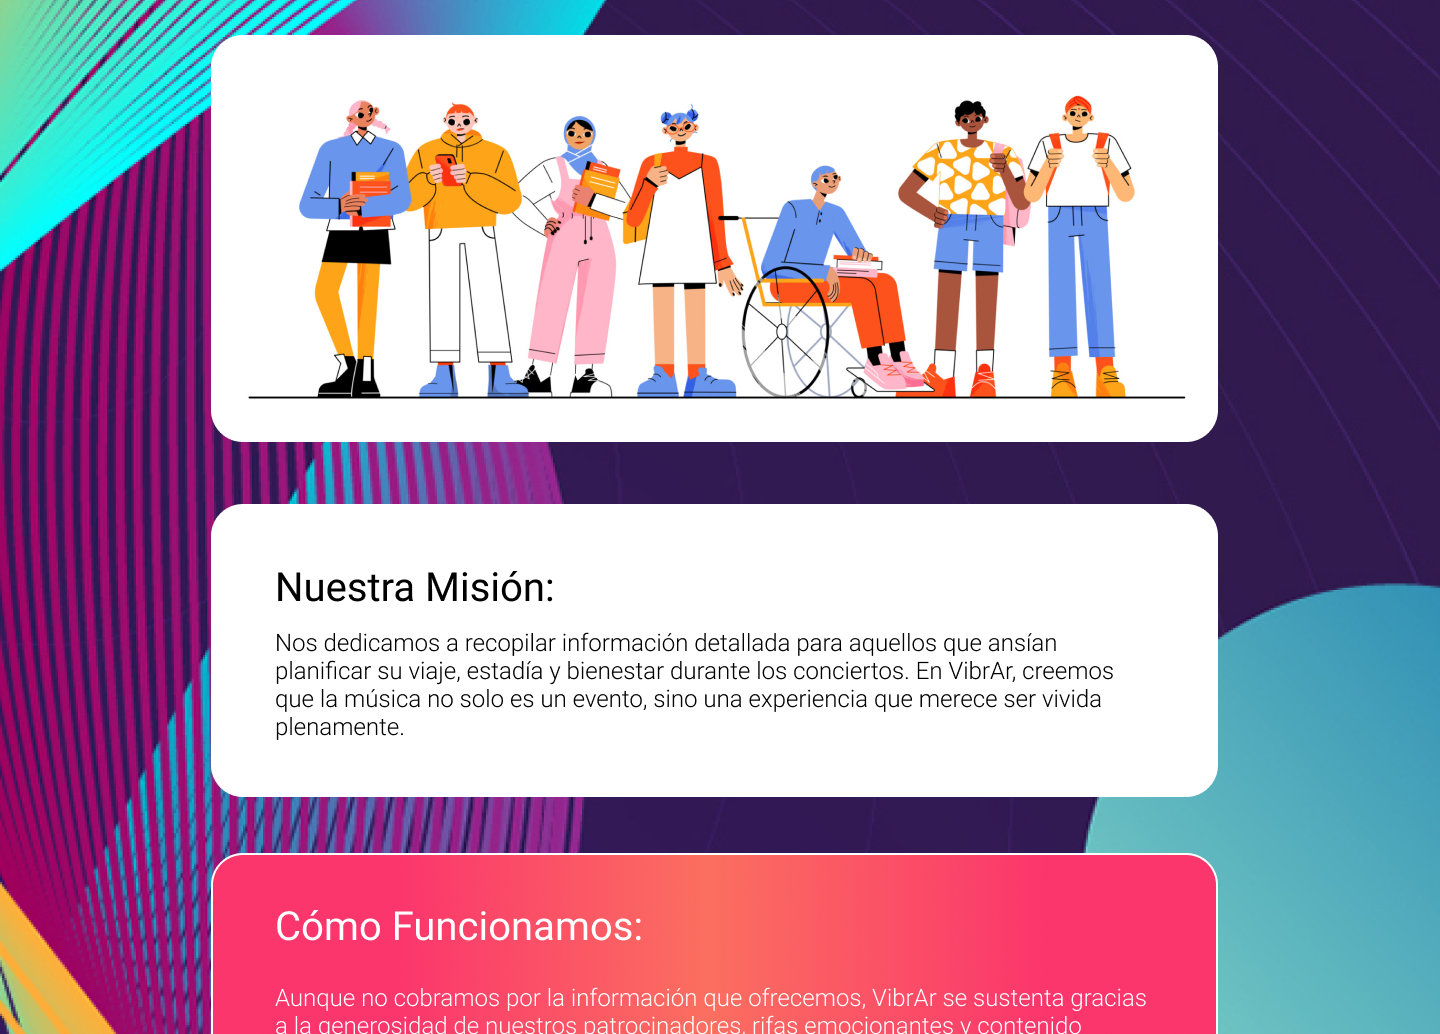 Nuestra Misión:
Nos dedicamos a recopilar información detallada para aquellos que ansían
planificar su viaje, estadía y bienestar durante los conciertos. En VibrAr, creemos
que la música no solo es un evento, sino una experiencia que merece ser vivida
plenamente.
Cómo Funcionamos:
Aunque no cobramos por la información que ofrecemos, VibrAr se sustenta gracias
a la generosidad de nuestros patrocinadores, rifas emocionantes y contenido